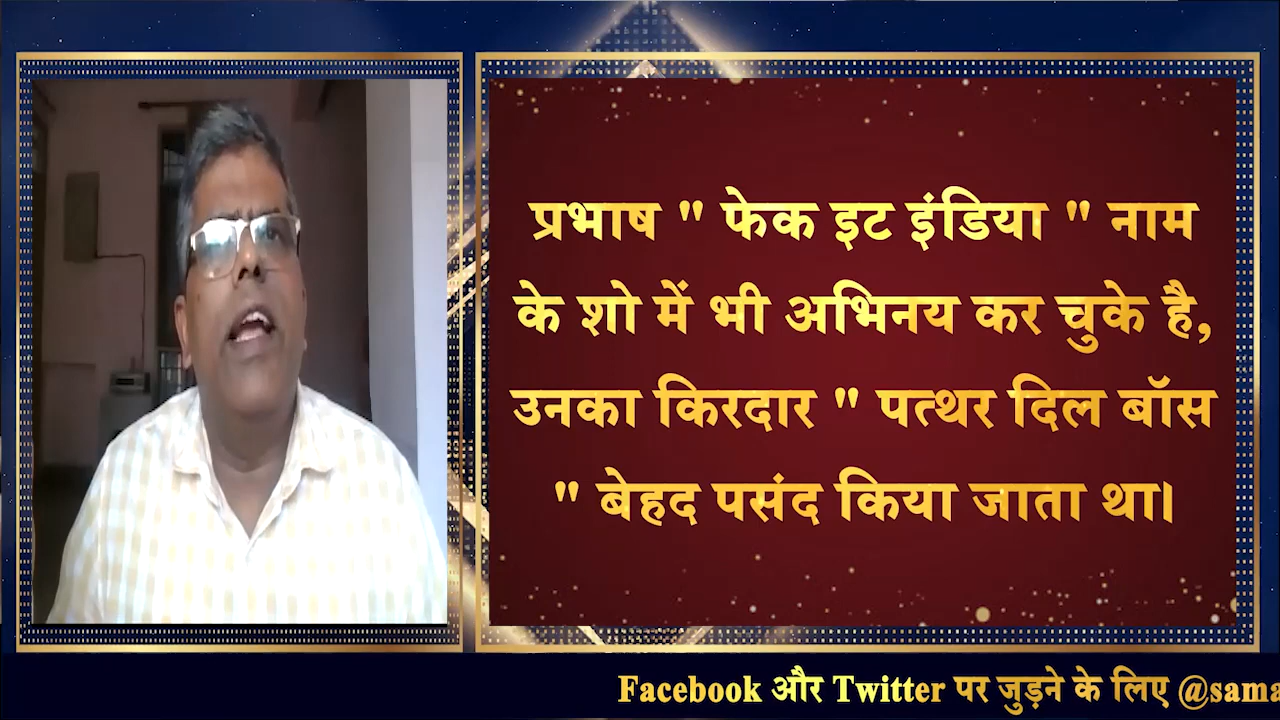 प्रभाष " फेक इट इंडिया " नाम
के शो में भी अभिनय कर चुके है,
उनका किरदार " पत्थर दिल बॉस
" बेहद पसंद किया जाता था।
Facebook और Twitter पर जुड़ने के लिए @sama